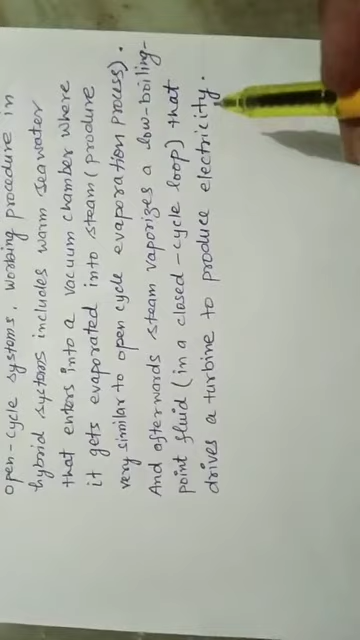 open-cycle systems. Working procedure in
hybrid systems includes warm seawater
that enters into a vacuum chamber where
it gets evaporated into steam (produre
very similar to open cycle evaporation process).
And afterwards steam vaporizes a low-boiling-
point fluid (in a closed-cycle loop) that
drives a turbine to produce electricity.